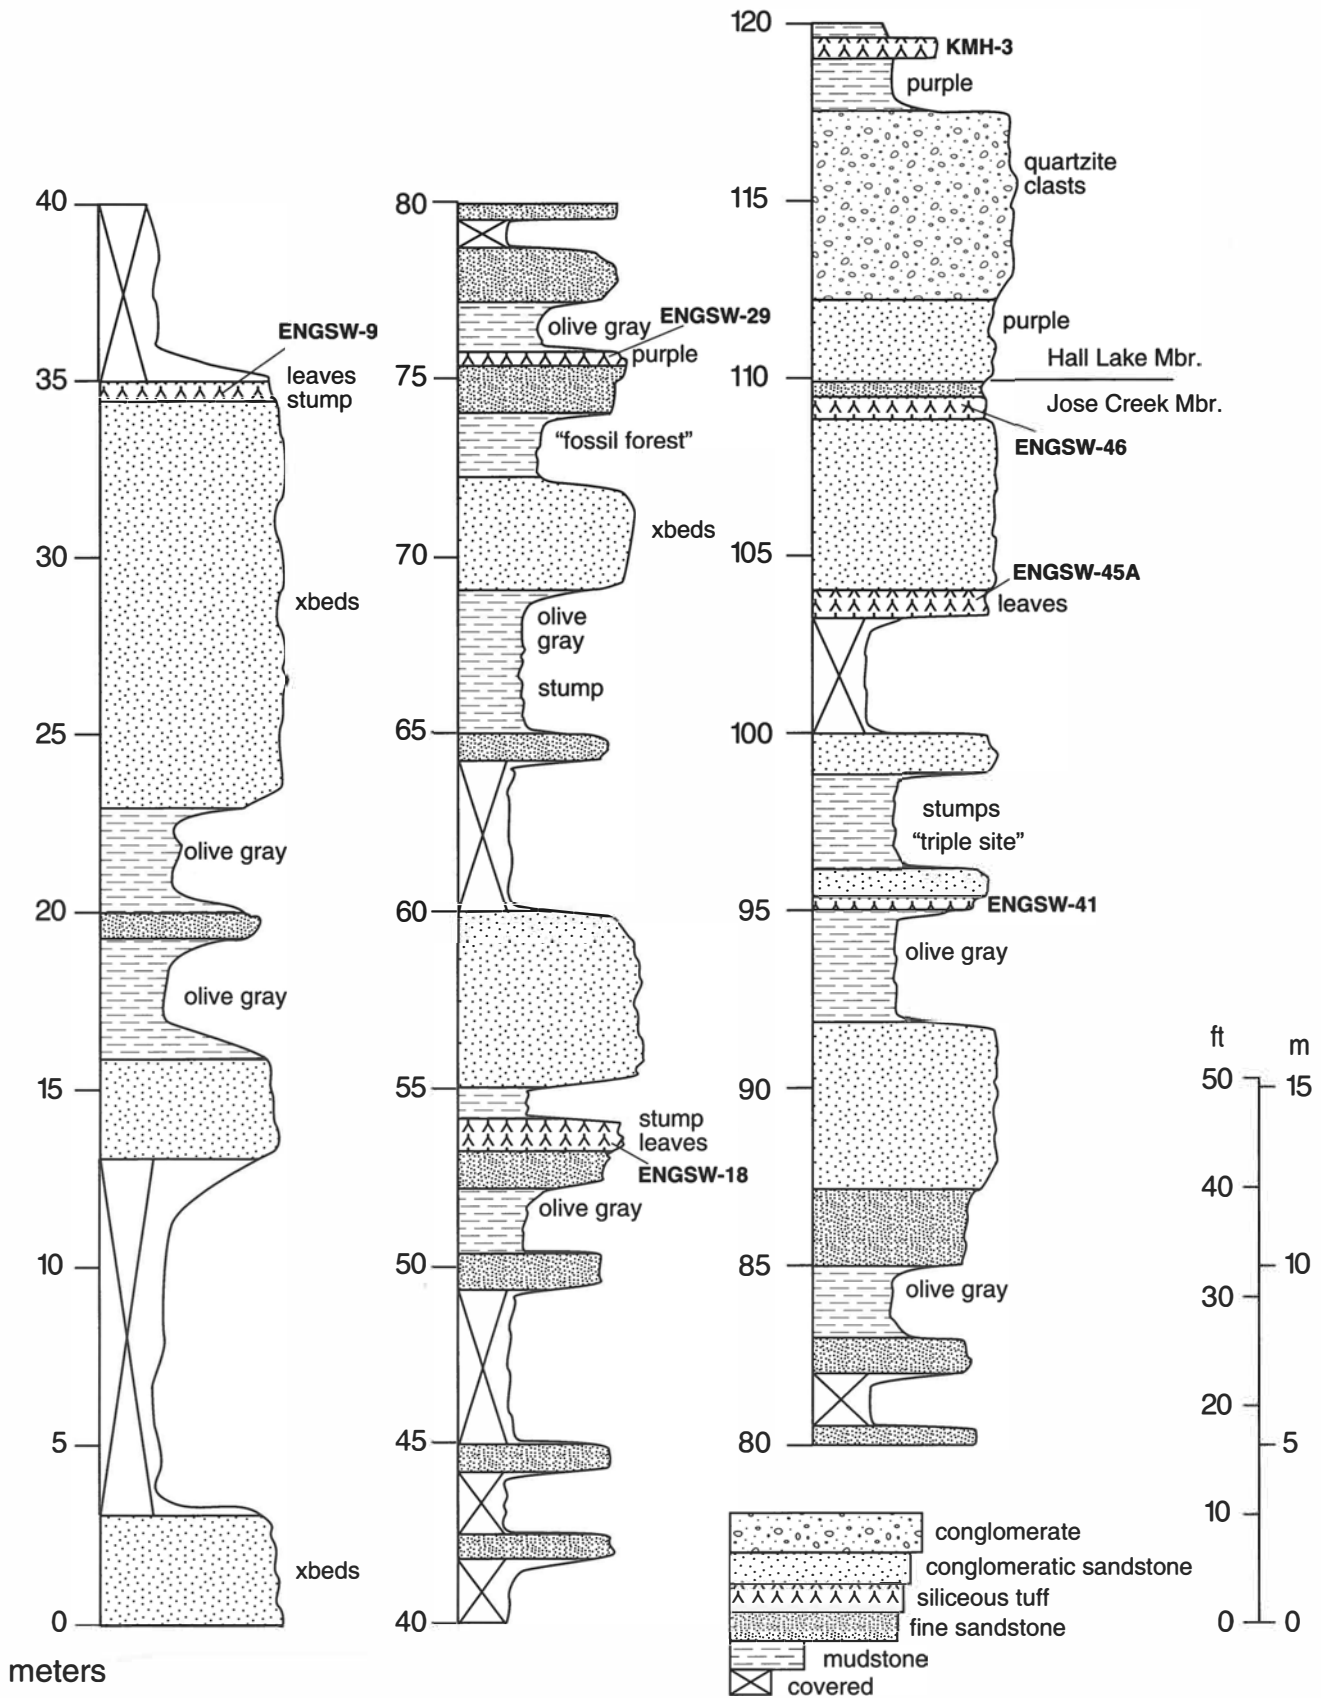 40
ENGSW-9
leaves
stump
35
30
xbeds
25
olive gray
20
olive gray
15
10
5
xbeds
0
meters
80
olive gray
ENGSW-29
purple
75
“fossil forest”
xbeds
70
olive
gray
stump
65
60
55
stump
leaves
ENGSW-18
olive gray
50
45
40
120
KMH-3
purple
quartzite
clasts
115
purple
Hall Lake Mbr.
110
Jose Creek Mbr.
ENGSW-46
105
ENGSW-45A
leaves
100
stumps
“triple site”
ENGSW-41
95
olive gray
90
85
olive gray
80
ft
m
50
15
40
10
30
20
5
10
0
0
conglomerate
conglomeratic sandstone
siliceous tuff
fine sandstone
mudstone
covered